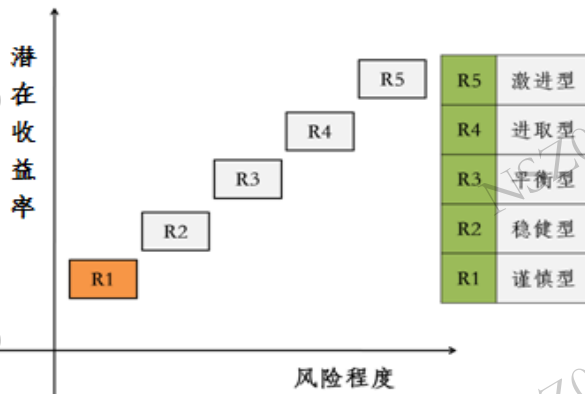 潜在收益率
R5
R4
R3
R2
R1
风险程度
R5 激进型
R4 进取型
R3 平衡型
R2 稳健型
R1 谨慎型